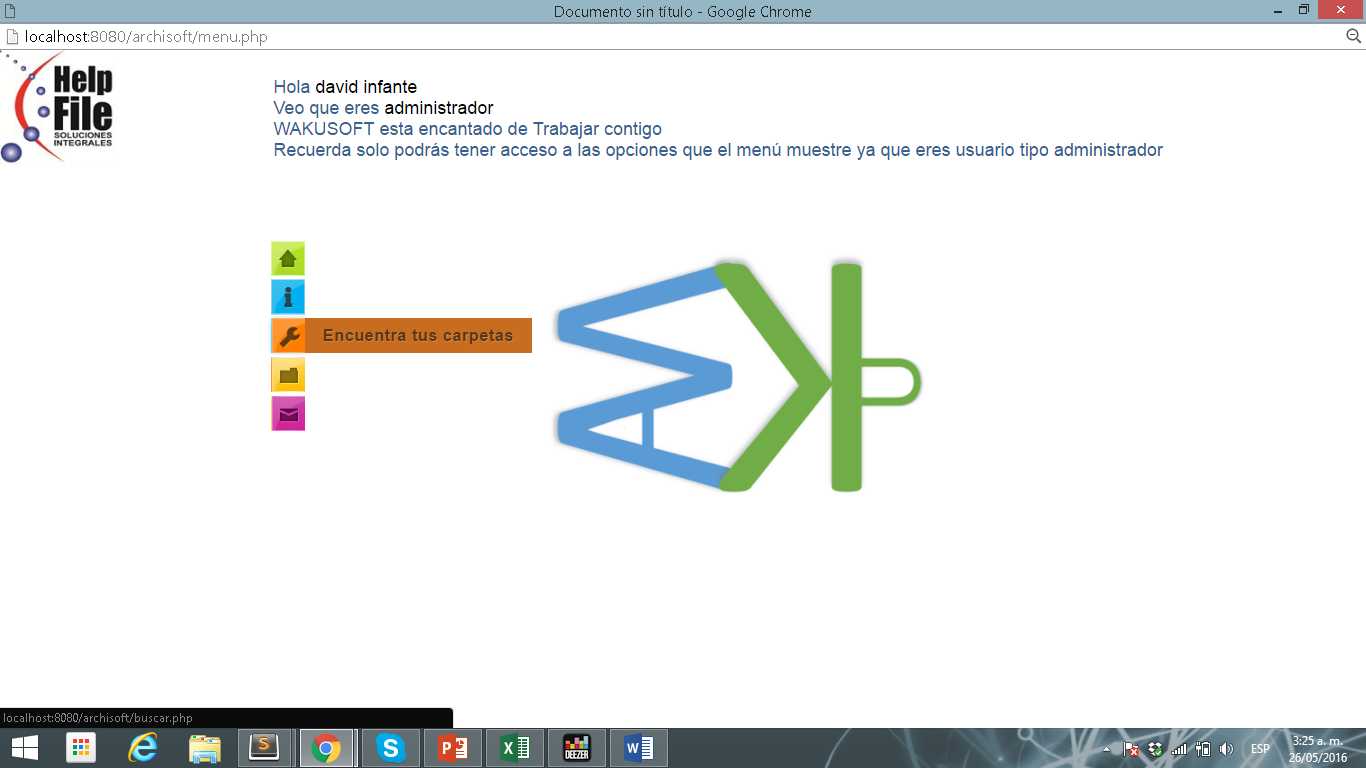 Documento sin título - Google Chrome
localhost:8080/archisoft/menu.php
Help
File
SOLUCIONES
INTEGRALES
Hola david infante
Veo que eres administrador
WAKUSOFT esta encantado de Trabajar contigo
Recuerda solo podrás tener acceso a las opciones que el menú muestre ya que eres usuario tipo administrador
Encuentra tus carpetas
localhost:8080/archisoft/buscar.php
DEEZER
ESP
3:25 a. m.
26/05/2016